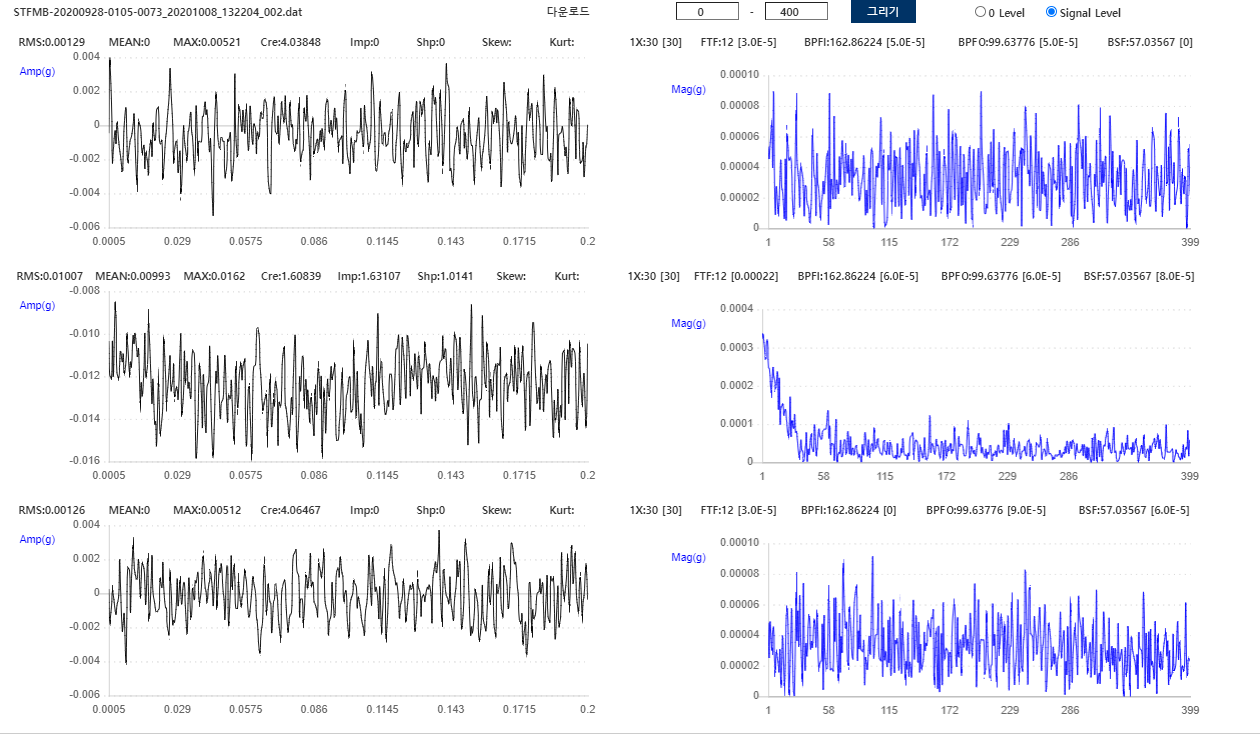 STFMB-20200928-0105-0073_20201008_132204_002.dat 다운로드 0 - 400 그리기 0 Level Signal Level
RMS:0.00129 MEAN:0 MAX:0.00521 Cre:4.03848 Imp:0 Shp:0 Skew: Kurt: 1X:30 [30] FTF:12 [3.0E-5] BPFI:162.86224 [5.0E-5] BPFO:99.63776 [5.0E-5] BSF:57.03567 [0]
Amp(g)
0.004
0.002
0
-0.002
-0.004
-0.006
0.0005 0.029 0.0575 0.086 0.1145 0.143 0.1715 0.2
Mag(g)
0.00010
0.00008
0.00006
0.00004
0.00002
0
1 58 115 172 229 286 399
RMS:0.01007 MEAN:0.00993 MAX:0.0162 Cre:1.60839 Imp:1.63107 Shp:1.0141 Skew: Kurt: 1X:30 [30] FTF:12 [0.00022] BPFI:162.86224 [6.0E-5] BPFO:99.63776 [6.0E-5] BSF:57.03567 [8.0E-5]
Amp(g)
-0.008
-0.010
-0.012
-0.014
-0.016
0.0005 0.029 0.0575 0.086 0.1145 0.143 0.1715 0.2
Mag(g)
0.0004
0.0003
0.0002
0.0001
0
1 58 115 172 229 286 399
RMS:0.00126 MEAN:0 MAX:0.00512 Cre:4.06467 Imp:0 Shp:0 Skew: Kurt: 1X:30 [30] FTF:12 [3.0E-5] BPFI:162.86224 [0] BPFO:99.63776 [9.0E-5] BSF:57.03567 [6.0E-5]
Amp(g)
0.004
0.002
0
-0.002
-0.004
-0.006
0.0005 0.029 0.0575 0.086 0.1145 0.143 0.1715 0.2
Mag(g)
0.00010
0.00008
0.00006
0.00004
0.00002
0
1 58 115 172 229 286 399